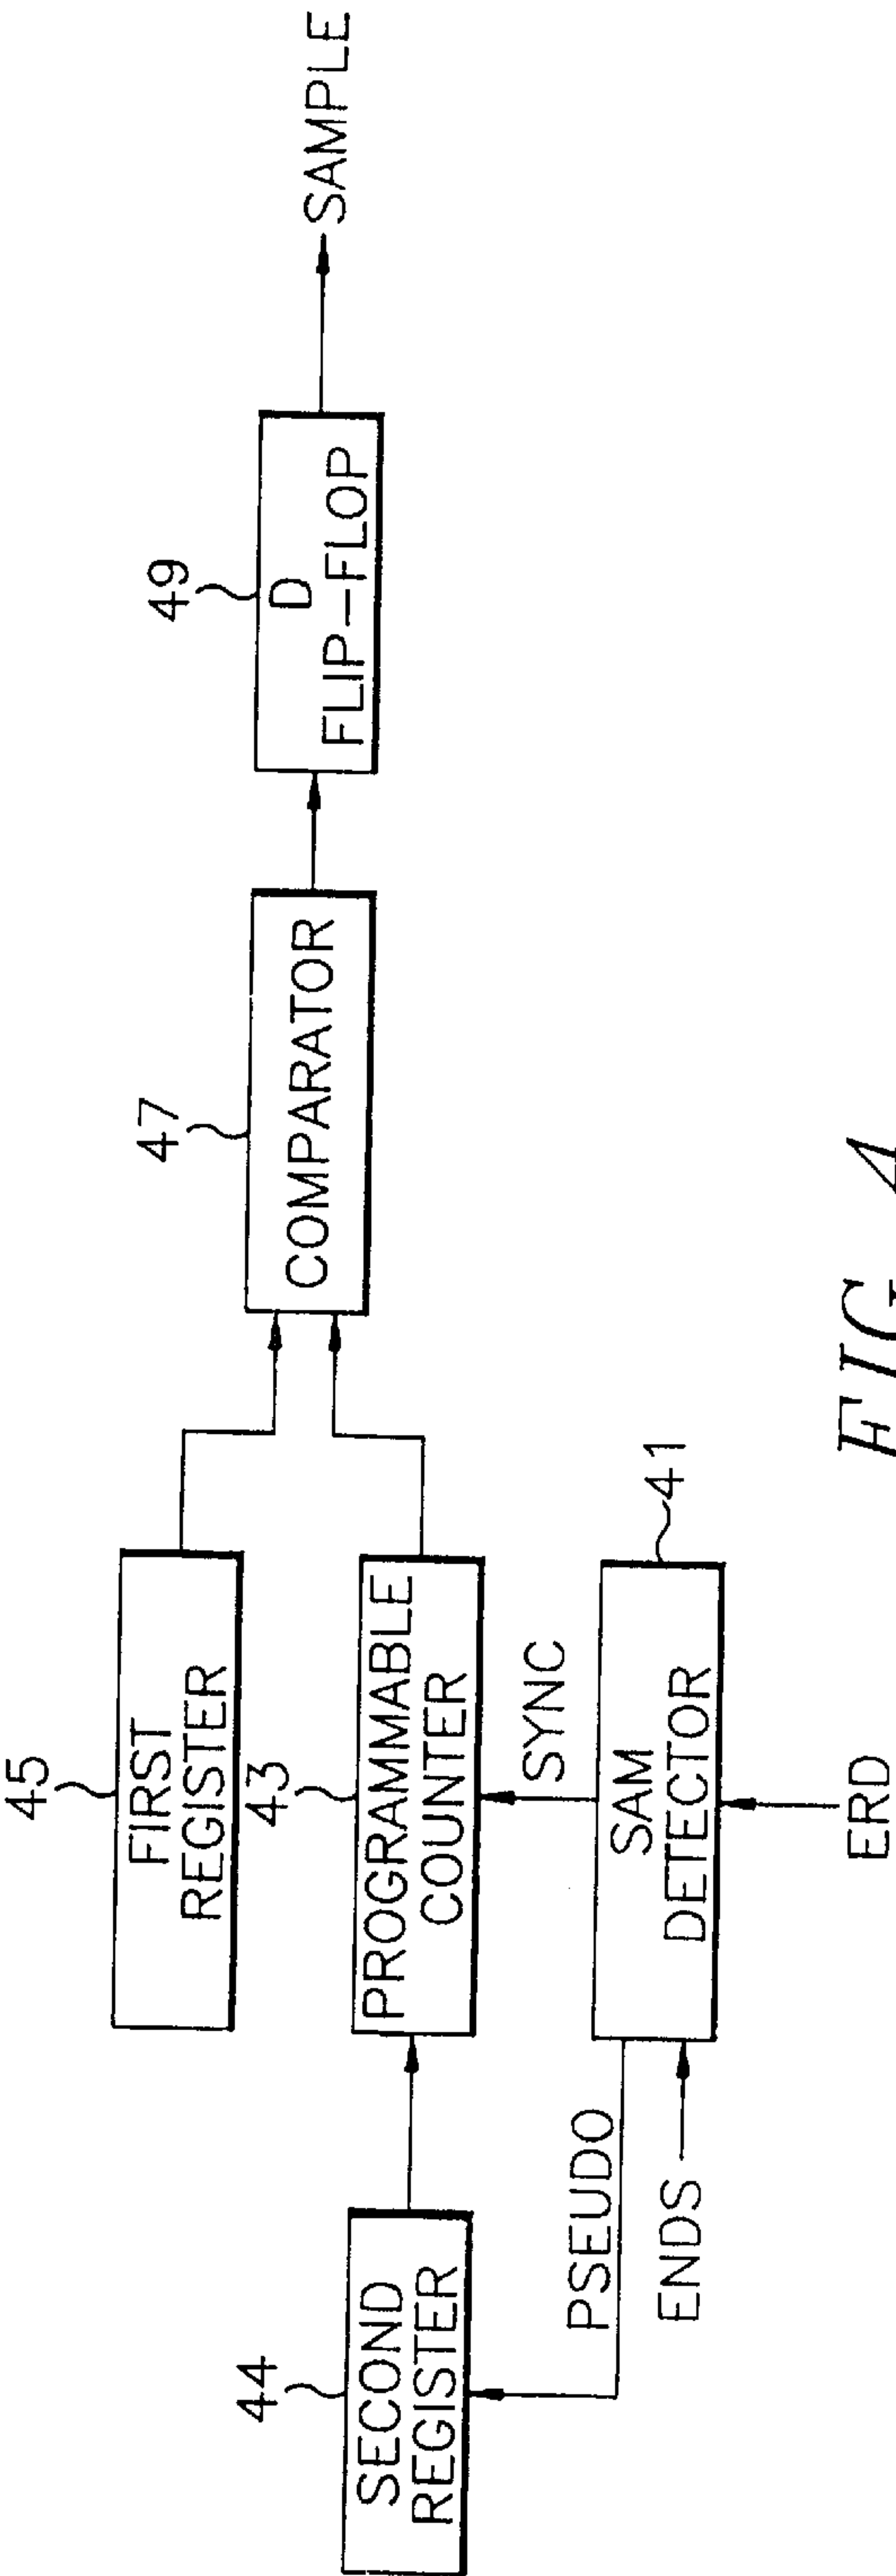 45
FIRST
REGISTER
44
SECOND
REGISTER
43
PROGRAMMABLE
COUNTER
47
COMPARATOR
49
D
FLIP-FLOP
SAMPLE
PSEUDO
SYNC
ENDS
SAM
DETECTOR
41
ERD
FIG. 4